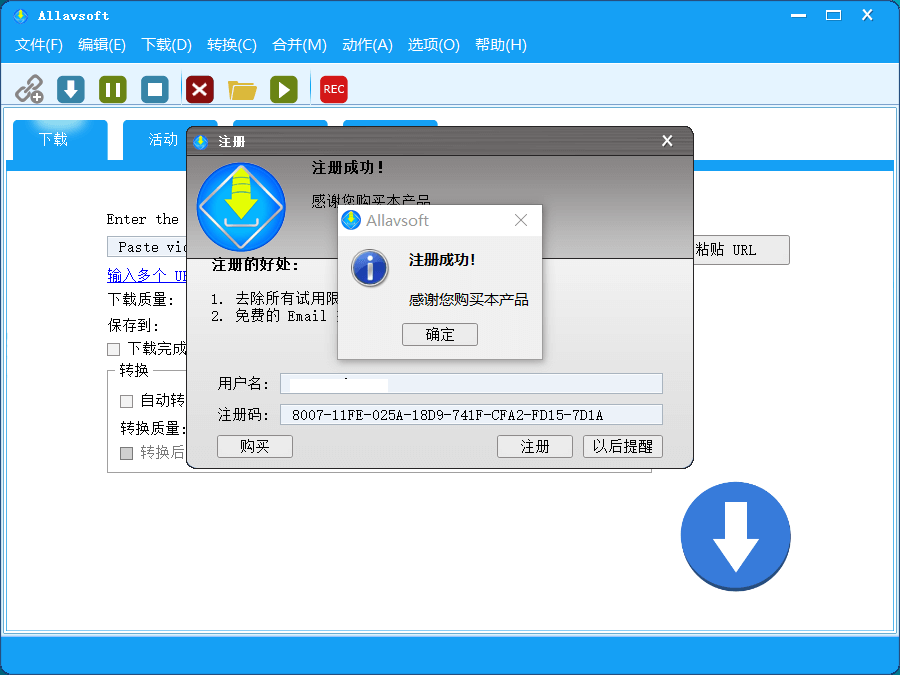 Allavsoft
文件(F) 编辑(E) 下载(D) 转换(C) 合并(M) 动作(A) 选项(O) 帮助(H)
REC
下载 活动
注册
注册成功!
感谢您购买本产品
Allavsoft
注册成功!
感谢您购买本产品
确定
Enter the
Paste 粘贴 URL
输入多个
注册的好处:
下载质量:
1. 去除所有试用限
2. 免费的 Email
保存到:
下载完成
转换
自动转
转换质量:
转换后
用户名:
注册码: 8007-11FE-025A-18D9-741F-CFA2-FD15-7D1A
购买 注册 以后提醒